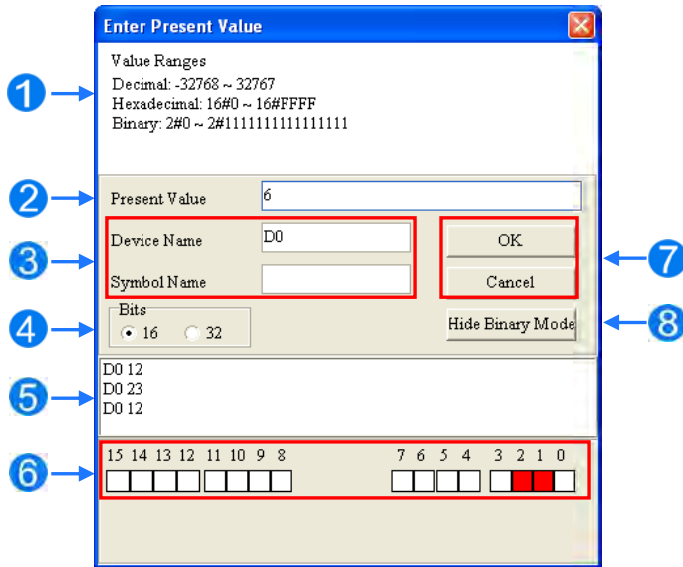 Enter Present Value
1
Value Ranges
Decimal: -32768 ~ 32767
Hexadecimal: 16#0 ~ 16#FFFF
Binary: 2#0 ~ 2#1111111111111111
2
Present Value 6
3
Device Name D0
Symbol Name
OK
Cancel
7
4
Bits
16 32
Hide Binary Mode
8
5
D0 12
D0 23
D0 12
6
15 14 13 12 11 10 9 8 7 6 5 4 3 2 1 0